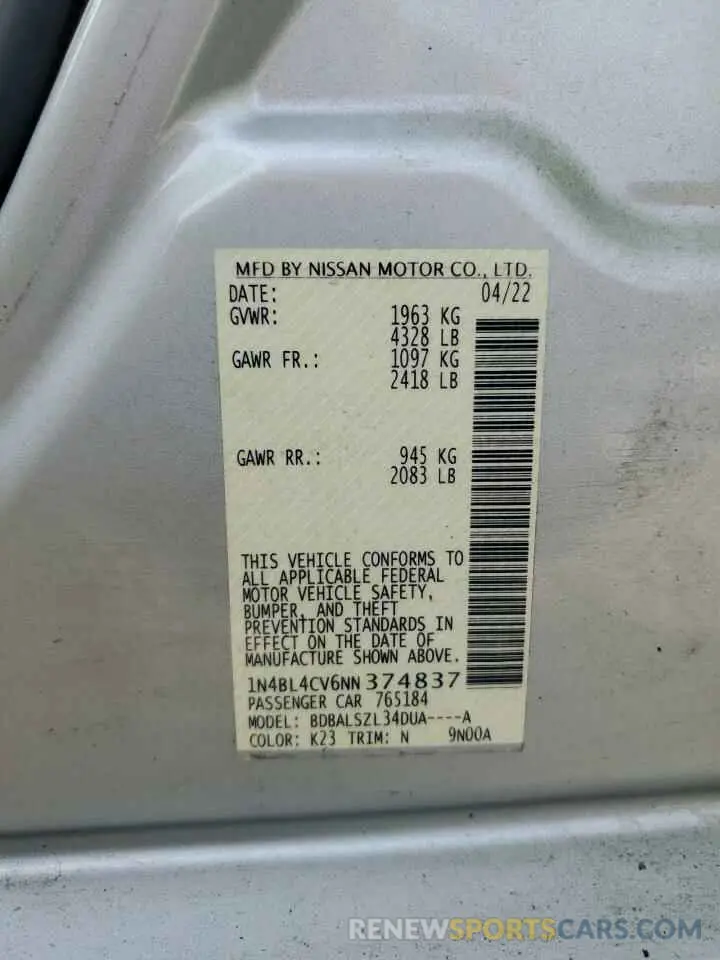 MFD BY NISSAN MOTOR CO., LTD.
DATE: 04/22
GVWR: 1963 KG
4328 LB
GAWR FR.: 1097 KG
2418 LB
GAWR RR.: 945 KG
2083 LB
THIS VEHICLE CONFORMS TO
ALL APPLICABLE FEDERAL
MOTOR VEHICLE SAFETY,
BUMPER, AND THEFT
PREVENTION STANDARDS IN
EFFECT ON THE DATE OF
MANUFACTURE SHOWN ABOVE.
1N4BL4CV6NN374837
PASSENGER CAR 765184
MODEL: BDBALSZL34DUA----A
COLOR: K23 TRIM: N 9N00A
RENEWSPORTSCARS.COM